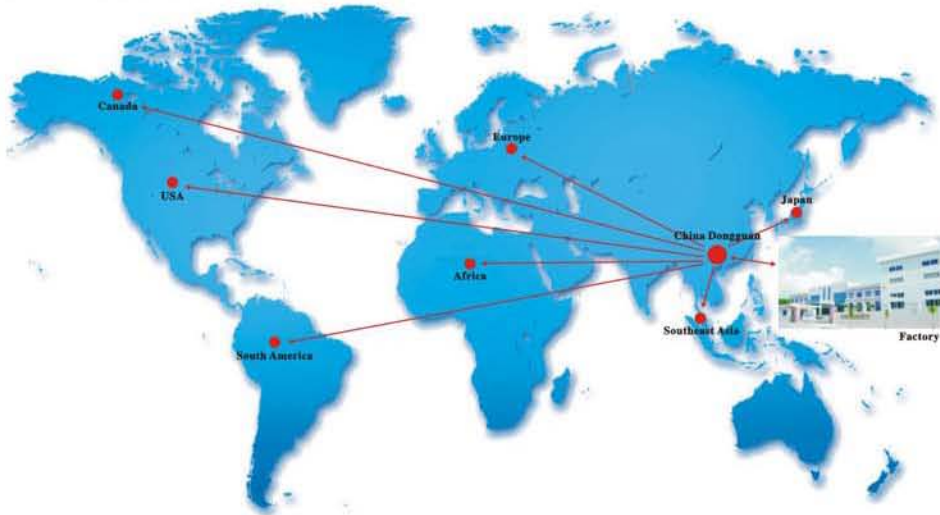 Canada
Europe
USA
Japan
China Dongguan
Africa
Southeast Asia
Factory
South America